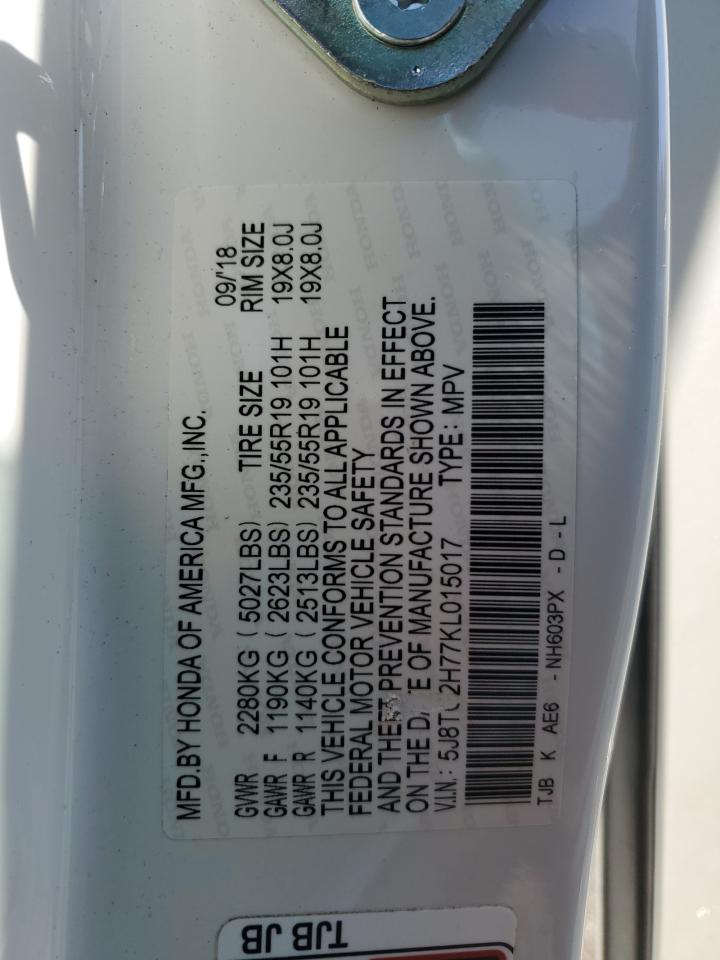 MFD.BY HONDA OF AMERICA MFG.,INC. 09/'18
GVWR 2280KG (5027LBS) TIRE SIZE RIM SIZE
GAWR F 1190KG (2623LBS) 235/55R19 101H 19X8.0J
GAWR R 1140KG (2513LBS) 235/55R19 101H 19X8.0J
THIS VEHICLE CONFORMS TO ALL APPLICABLE
FEDERAL MOTOR VEHICLE SAFETY
AND THEFT PREVENTION STANDARDS IN EFFECT
ON THE DATE OF MANUFACTURE SHOWN ABOVE.
V.I.N.: TYPE: MPV
TJB K AE6 -NH603PX -D -L
TJB JB